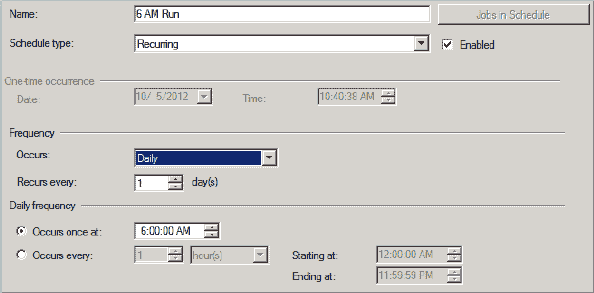 Name: 6 AM Run Jobs in Schedule
Schedule type: Recurring Enabled
One-time occurrence
Date: 10/ 5/2012 Time: 10:40:38 AM
Frequency
Occurs: Daily
Recurs every: 1 day(s)
Daily frequency
Occurs once at: 6:00:00 AM
Occurs every: 1 hour(s) Starting at: 12:00:00 AM
Ending at: 11:59:59 PM